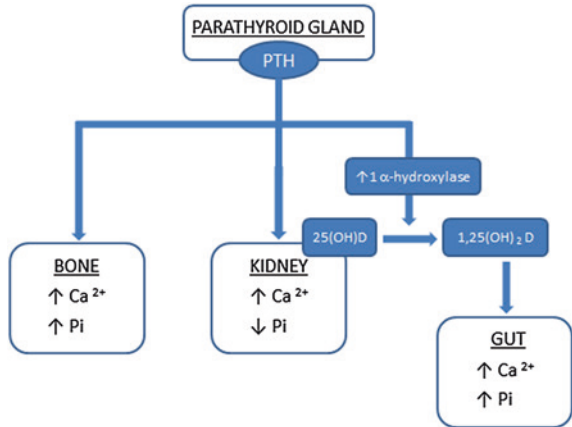 PARATHYROID GLAND
PTH
↑1 α-hydroxylase
25(OH)D
1,25(OH)₂D
BONE
↑ Ca²⁺
↑ Pi
KIDNEY
↑ Ca²⁺
↓ Pi
GUT
↑ Ca²⁺
↑ Pi